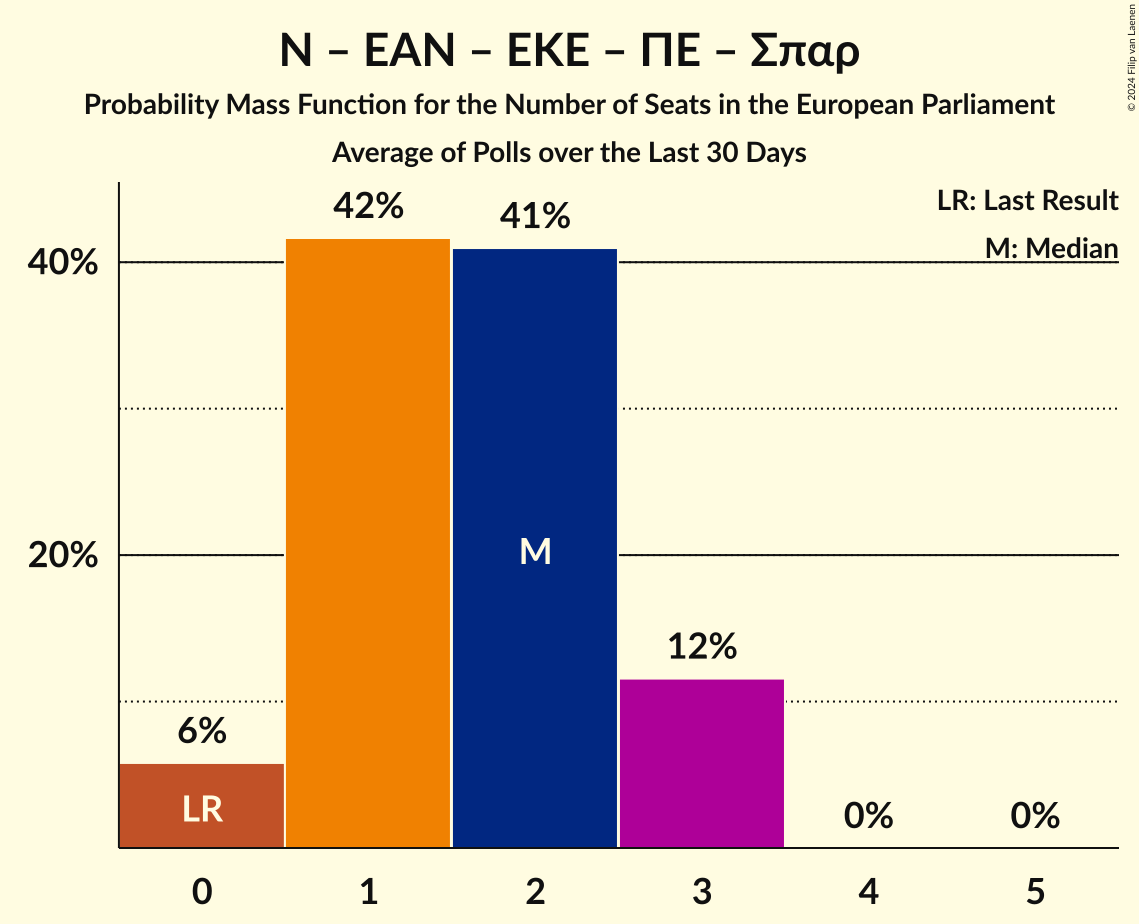 Ν – ΕΑΝ – ΕΚΕ – ΠΕ – Σπαρ
Probability Mass Function for the Number of Seats in the European Parliament
Average of Polls over the Last 30 Days
© 2024 Filip van Laenen
LR: Last Result
M: Median
42%
41%
40%
20%
M
12%
6%
LR
0%
0%
0
1
2
3
4
5